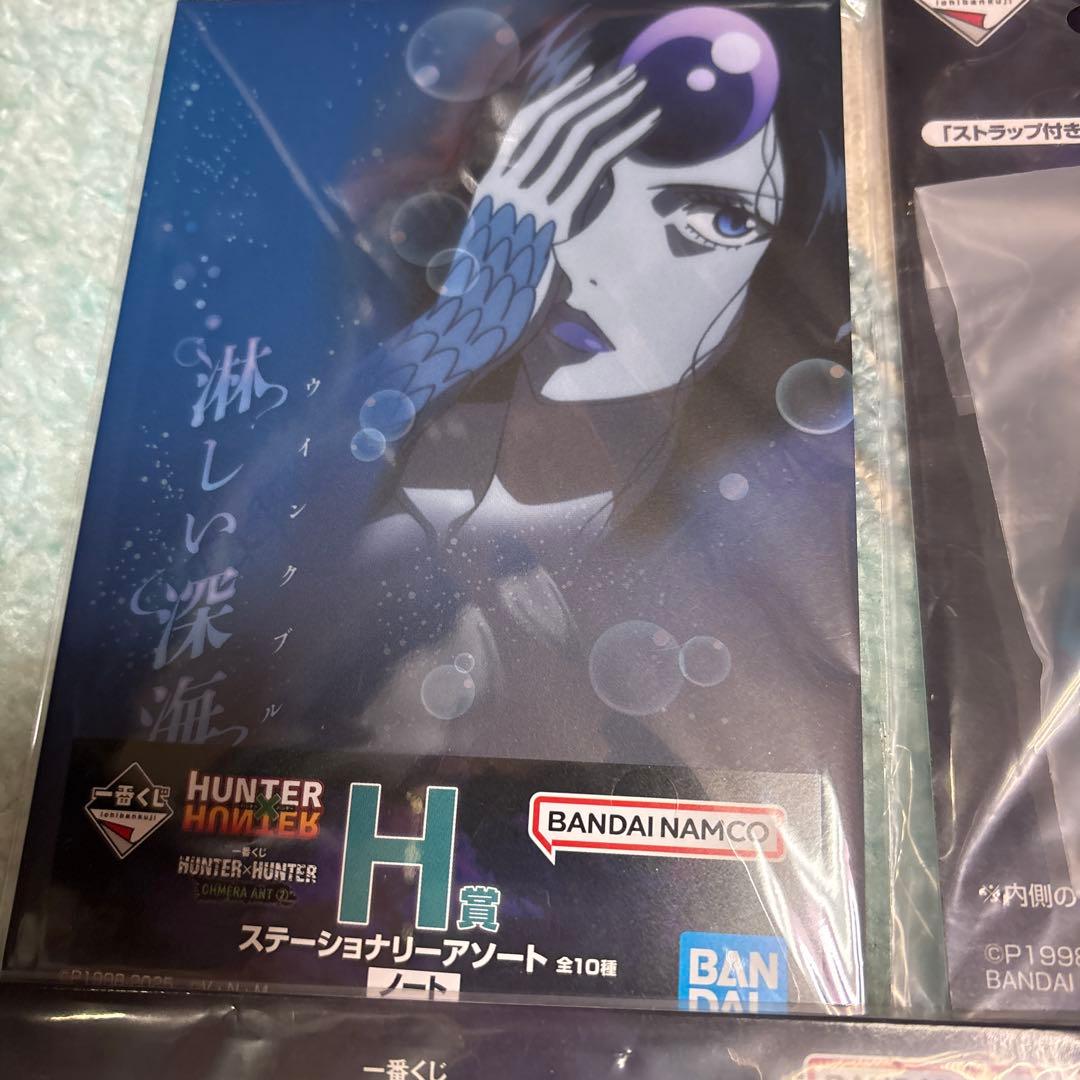 淋しい深海
ウインクブルー
一番くじ
ichibankuji
HUNTER×HUNTER
一番くじ
HUNTER×HUNTER
CHIMERA ANT ②
H賞
ステーショナリーアソート 全10種
ノート
BANDAI NAMCO
BANDAI
ichibankuji
「ストラップ付き
※内側の
©P1998
BANDAI
一番くじ